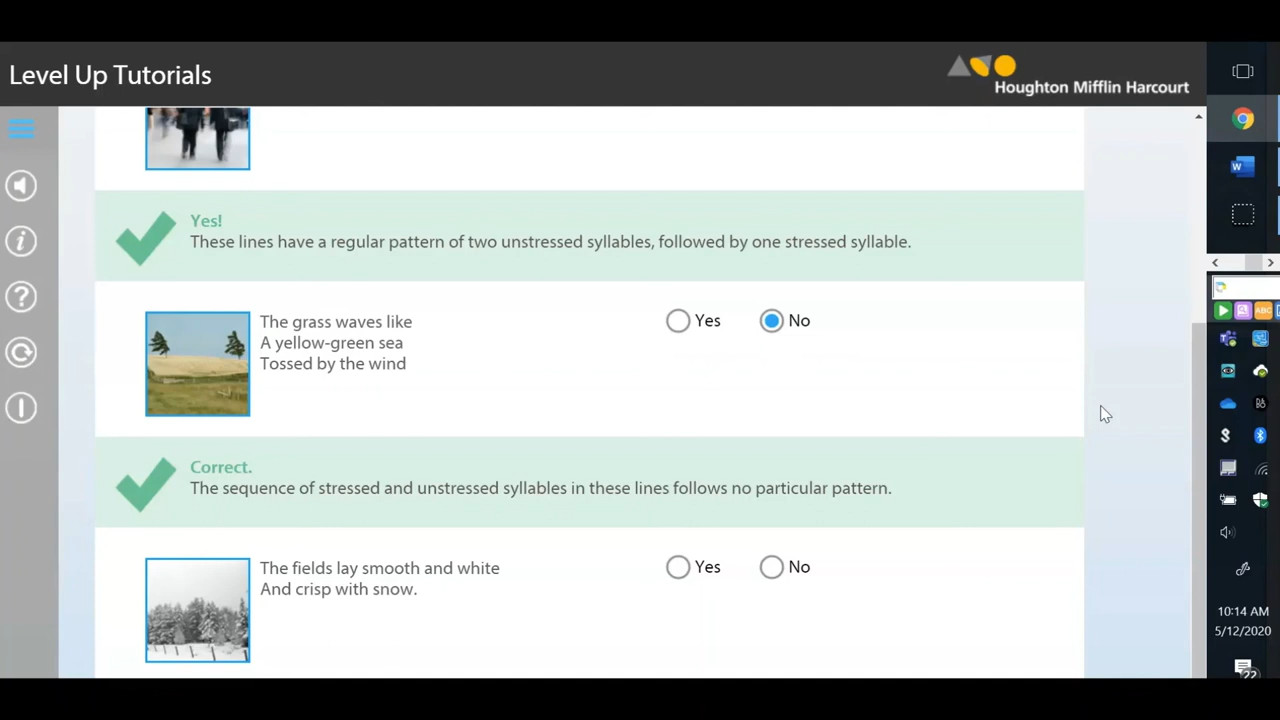 Level Up Tutorials
Houghton Mifflin Harcourt
Yes!
These lines have a regular pattern of two unstressed syllables, followed by one stressed syllable.
The grass waves like
A yellow-green sea
Tossed by the wind
Yes
No
Correct.
The sequence of stressed and unstressed syllables in these lines follows no particular pattern.
The fields lay smooth and white
And crisp with snow.
Yes
No
W
ABC
10:14 AM
5/12/2020
22